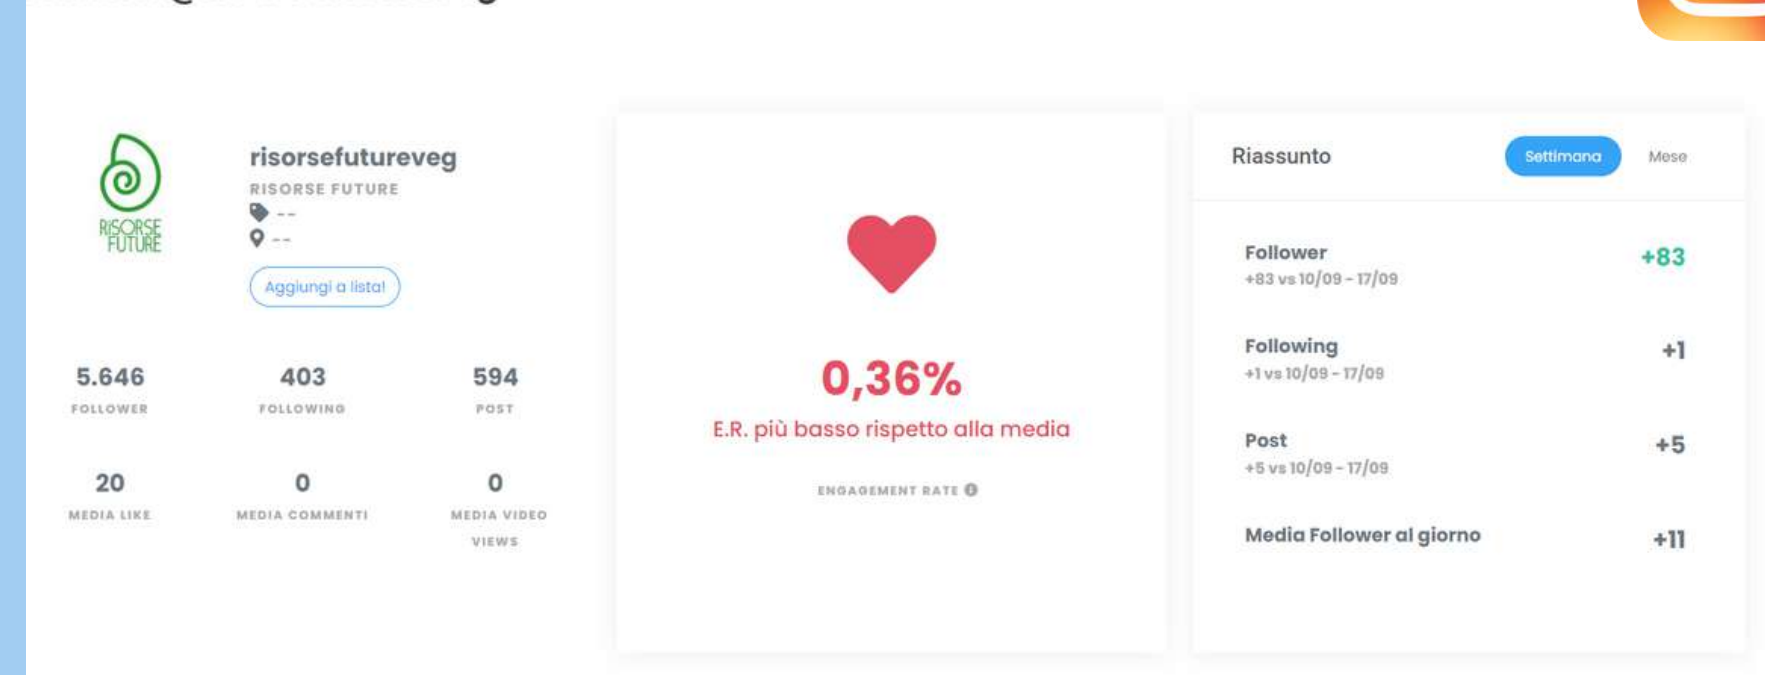 RISORSE
FUTURE
risorsefutureveg
RISORSE FUTURE
--
--
Aggiungi a lista!
5.646
FOLLOWER
403
FOLLOWING
594
POST
20
MEDIA LIKE
0
MEDIA COMMENTI
0
MEDIA VIDEO
VIEWS
0,36%
E.R. più basso rispetto alla media
ENGAGEMENT RATE
Riassunto
Settimana
Mese
Follower
+83
+83 vs 10/09 - 17/09
Following
+1
+1 vs 10/09 - 17/09
Post
+5
+5 vs 10/09 - 17/09
Media Follower al giorno
+11